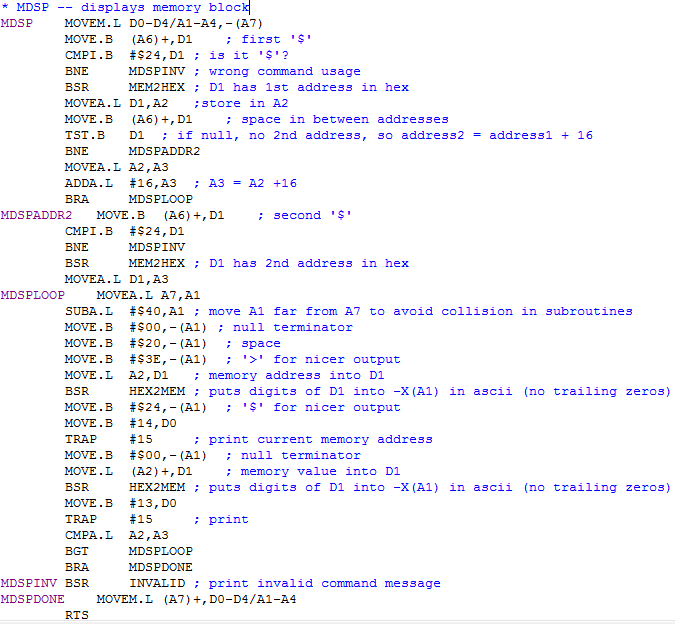 * MDSP -- displays memory block
MDSP    MOVEM.L D0-D4/A1-A4,-(A7)
        MOVE.B  (A6)+,D1    ; first '$'
        CMPI.B  #$24,D1 ; is it '$'?
        BNE     MDSPINV ; wrong command usage
        BSR     MEM2HEX ; D1 has 1st address in hex
        MOVEA.L D1,A2   ;store in A2
        MOVE.B  (A6)+,D1    ; space in between addresses
        TST.B   D1  ; if null, no 2nd address, so address2 = address1 + 16
        BNE     MDSPADDR2
        MOVEA.L A2,A3
        ADDA.L  #16,A3  ; A3 = A2 +16
        BRA     MDSPLOOP
MDSPADDR2   MOVE.B  (A6)+,D1    ; second '$'
        CMPI.B  #$24,D1
        BNE     MDSPINV
        BSR     MEM2HEX ; D1 has 2nd address in hex
        MOVEA.L D1,A3
MDSPLOOP    MOVEA.L A7,A1
        SUBA.L  #$40,A1 ; move A1 far from A7 to avoid collision in subroutines
        MOVE.B  #$00,-(A1) ; null terminator
        MOVE.B  #$20,-(A1)  ; space
        MOVE.B  #$3E,-(A1)  ; '>' for nicer output
        MOVE.L  A2,D1   ; memory address into D1
        BSR     HEX2MEM ; puts digits of D1 into -X(A1) in ascii (no trailing zeros)
        MOVE.B  #$24,-(A1)  ; '$' for nicer output
        MOVE.B  #14,D0
        TRAP    #15     ; print current memory address
        MOVE.B  #$00,-(A1)  ; null terminator
        MOVE.L  (A2)+,D1    ; memory value into D1
        BSR     HEX2MEM ; puts digits of D1 into -X(A1) in ascii (no trailing zeros)
        MOVE.B  #13,D0
        TRAP    #15     ; print
        CMPA.L  A2,A3
        BGT     MDSPLOOP
        BRA     MDSPDONE
MDSPINV BSR     INVALID ; print invalid command message
MDSPDONE    MOVEM.L (A7)+,D0-D4/A1-A4
        RTS